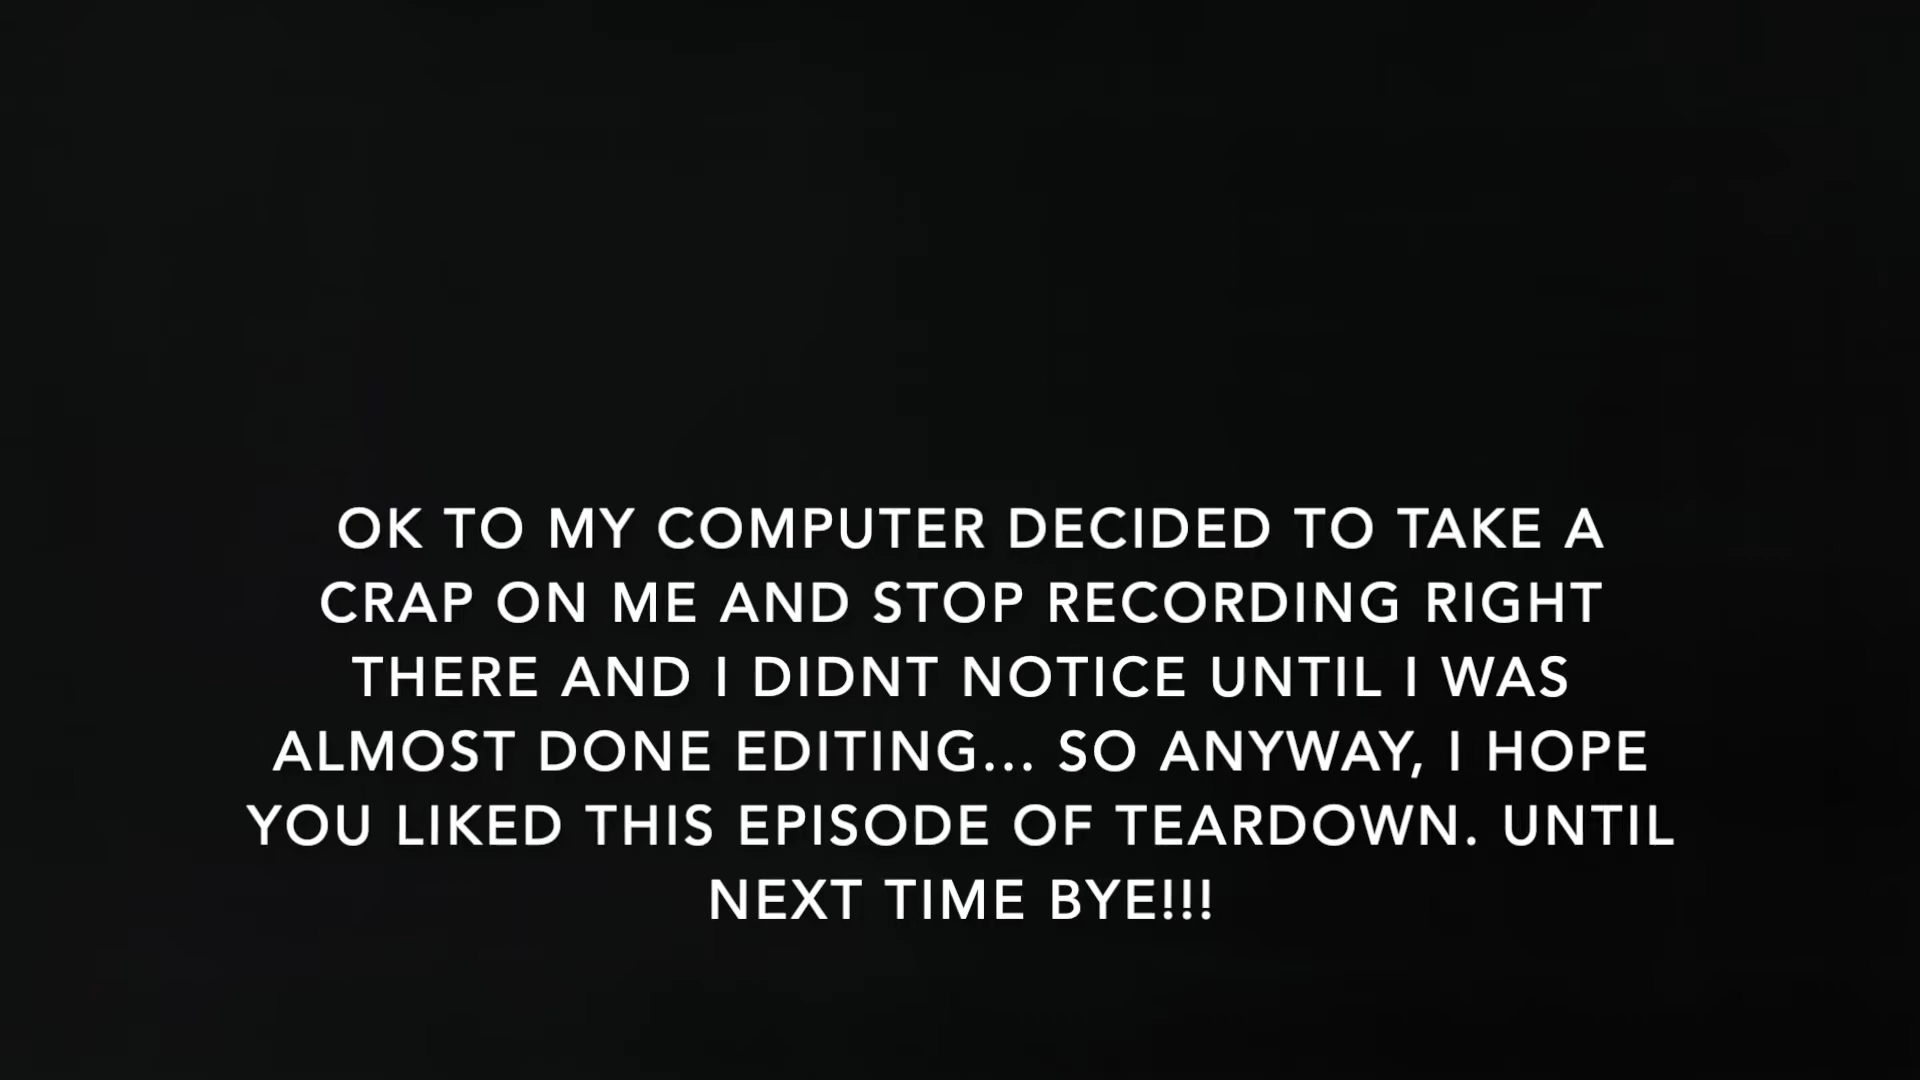 OK TO MY COMPUTER DECIDED TO TAKE A
CRAP ON ME AND STOP RECORDING RIGHT
THERE AND I DIDNT NOTICE UNTIL I WAS
ALMOST DONE EDITING... SO ANYWAY, I HOPE
YOU LIKED THIS EPISODE OF TEARDOWN. UNTIL
NEXT TIME BYE!!!